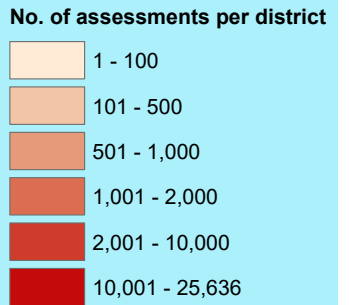 No. of assessments per district
1 - 100
101 - 500
501 - 1,000
1,001 - 2,000
2,001 - 10,000
10,001 - 25,636